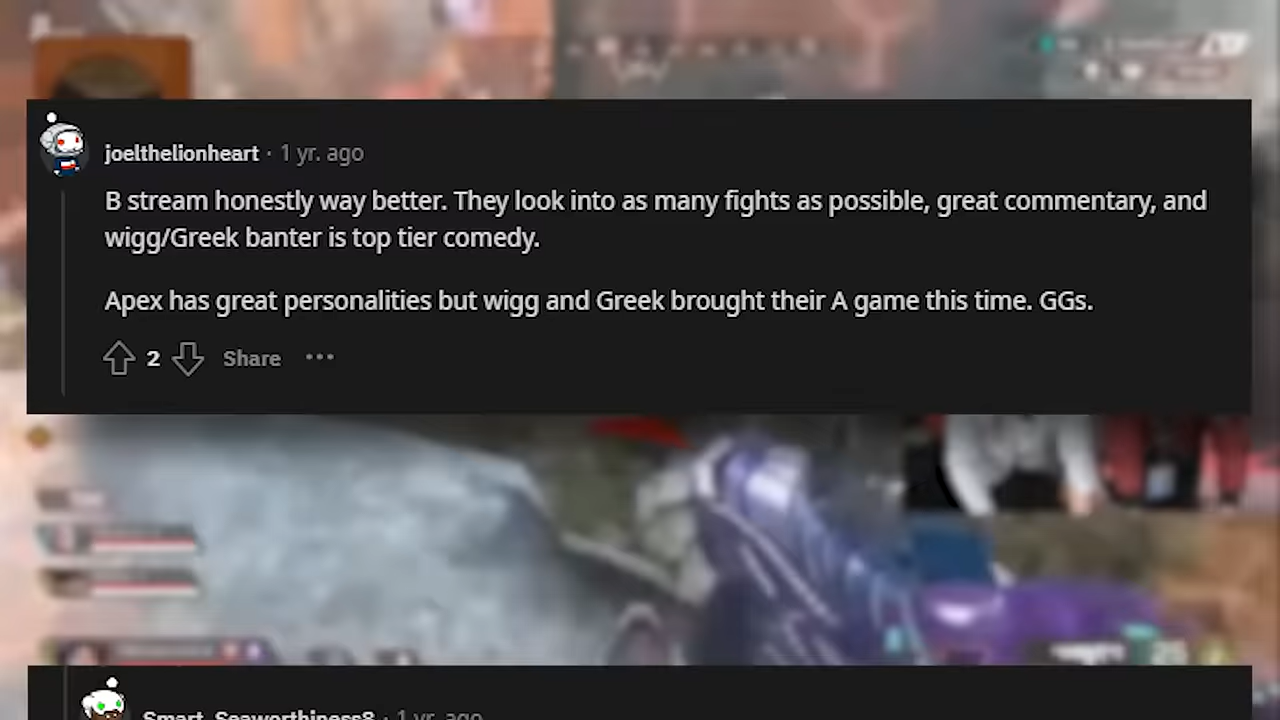 joelthelionheart · 1 yr. ago
B stream honestly way better. They look into as many fights as possible, great commentary, and
wigg/Greek banter is top tier comedy.
Apex has great personalities but wigg and Greek brought their A game this time. GGs.
2 Share ···
Smart_Seaworthiness8 · 1 yr. ago